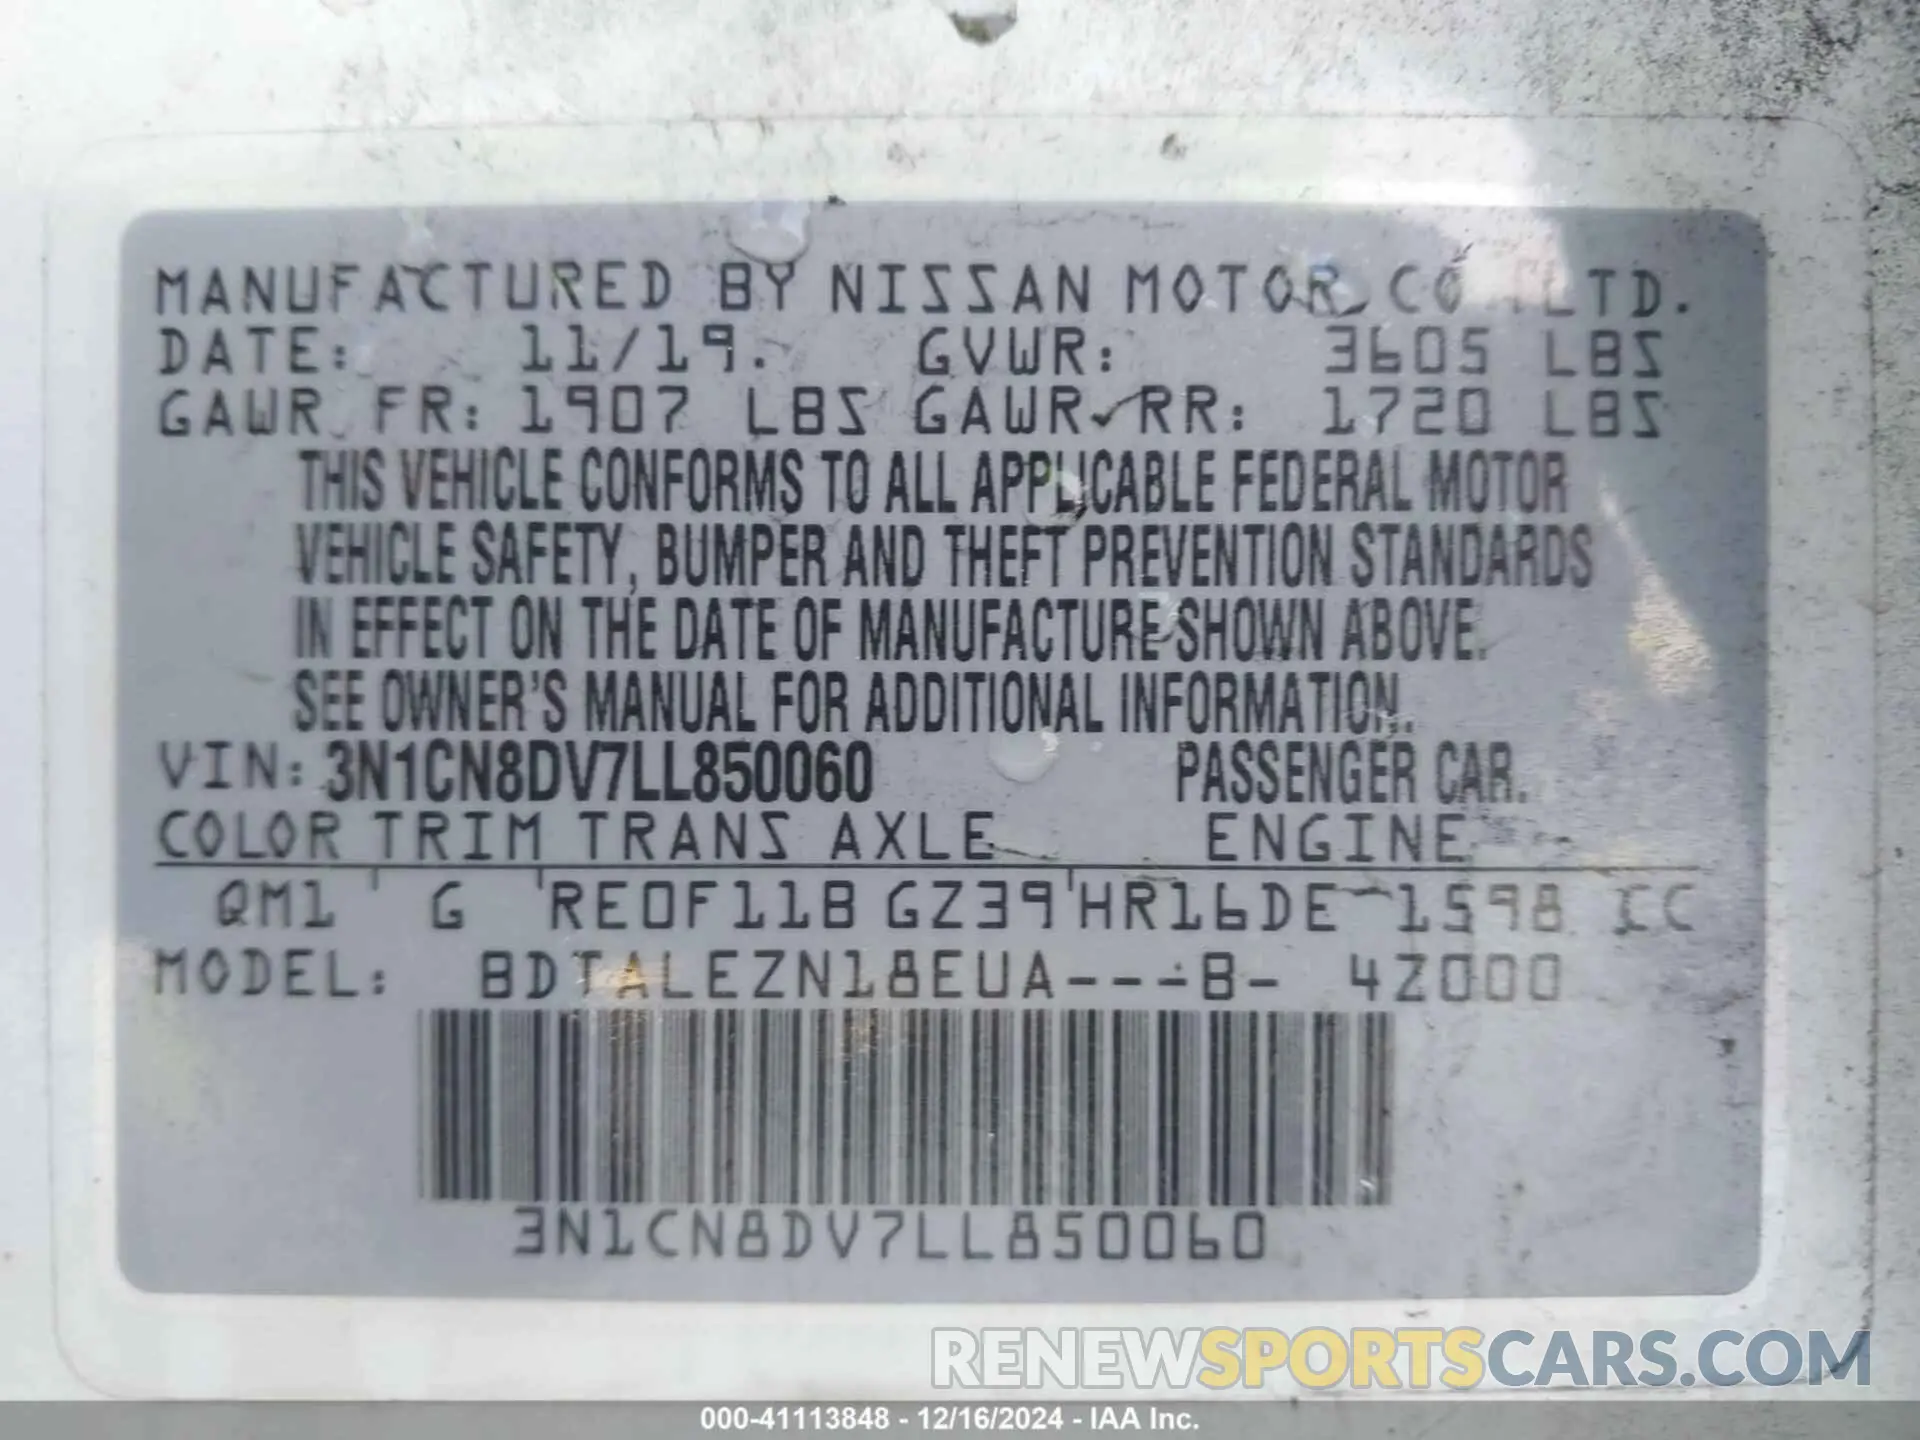 MANUFACTURED BY NISSAN MOTOR CO., LTD.
DATE: 11/19. GVWR: 3605 LBS
GAWR FR: 1907 LBS GAWR RR: 1720 LBS
THIS VEHICLE CONFORMS TO ALL APPLICABLE FEDERAL MOTOR
VEHICLE SAFETY, BUMPER AND THEFT PREVENTION STANDARDS
IN EFFECT ON THE DATE OF MANUFACTURE SHOWN ABOVE.
SEE OWNER'S MANUAL FOR ADDITIONAL INFORMATION.
VIN: 3N1CN8DV7LL850060 PASSENGER CAR.
COLOR TRIM TRANS AXLE ENGINE
QM1 G RE0F11B GZ39 HR16DE 1598 CC
MODEL: BDTALEZN18EUA---B- 42000
3N1CN8DV7LL850060
RENEWSPORTSCARS.COM
000-41113848 - 12/16/2024 - IAA Inc.